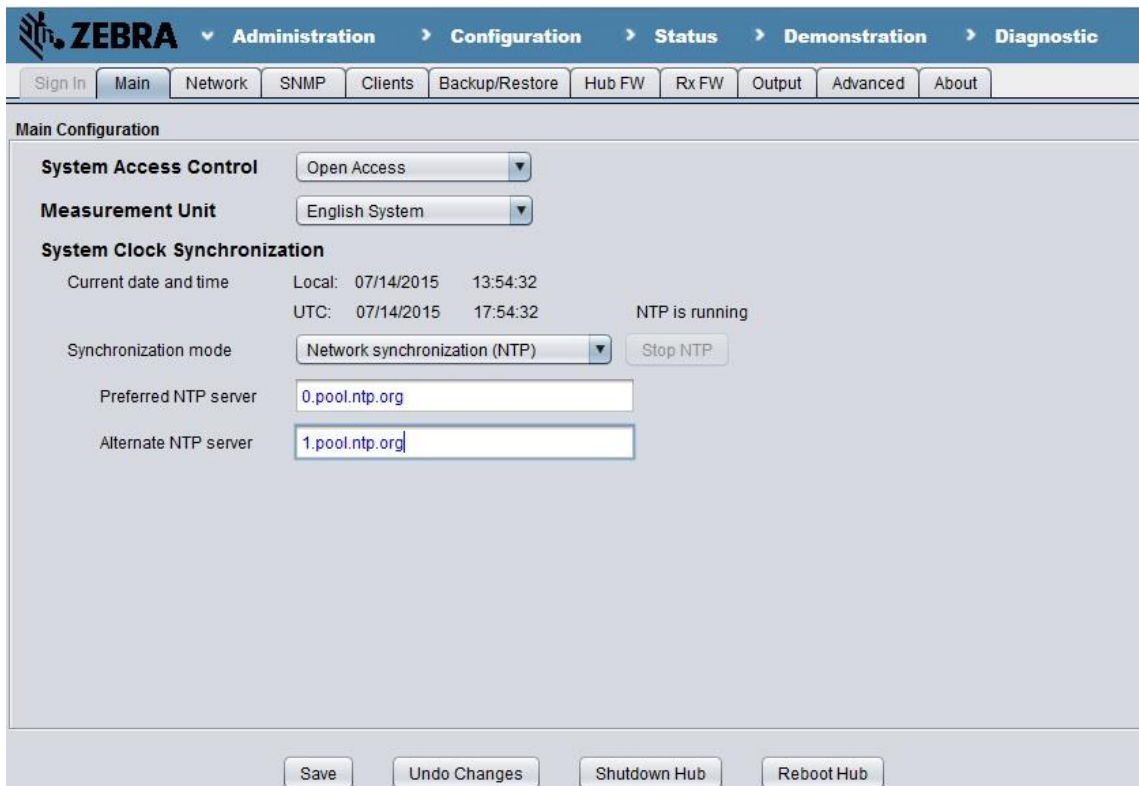 ZEBRA Administration Configuration Status Demonstration Diagnostic
Sign In Main Network SNMP Clients Backup/Restore Hub FW Rx FW Output Advanced About
Main Configuration
System Access Control Open Access
Measurement Unit English System
System Clock Synchronization
Current date and time Local: 07/14/2015 13:54:32
UTC: 07/14/2015 17:54:32 NTP is running
Synchronization mode Network synchronization (NTP) Stop NTP
Preferred NTP server 0.pool.ntp.org
Alternate NTP server 1.pool.ntp.org
Save Undo Changes Shutdown Hub Reboot Hub